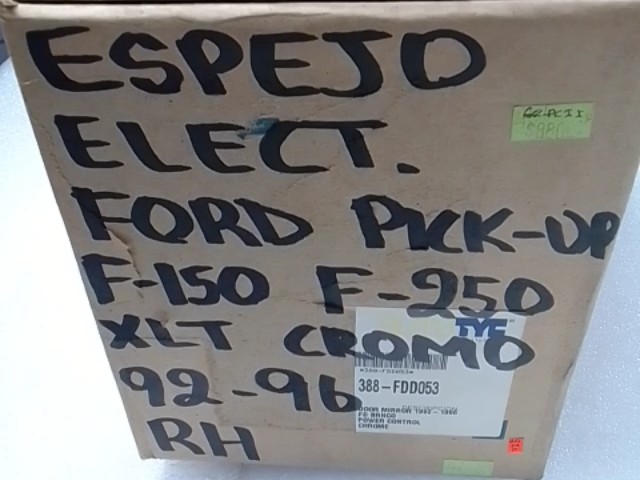 ESPEJO
ELECT.
FORD PICK-UP
F-150 F-250
XLT CROMO
92-96
RH
TYC
388-FDD053
DOOR MIRROR 1992 - 1996
FD BRNCO
POWER CONTROL
CHROME